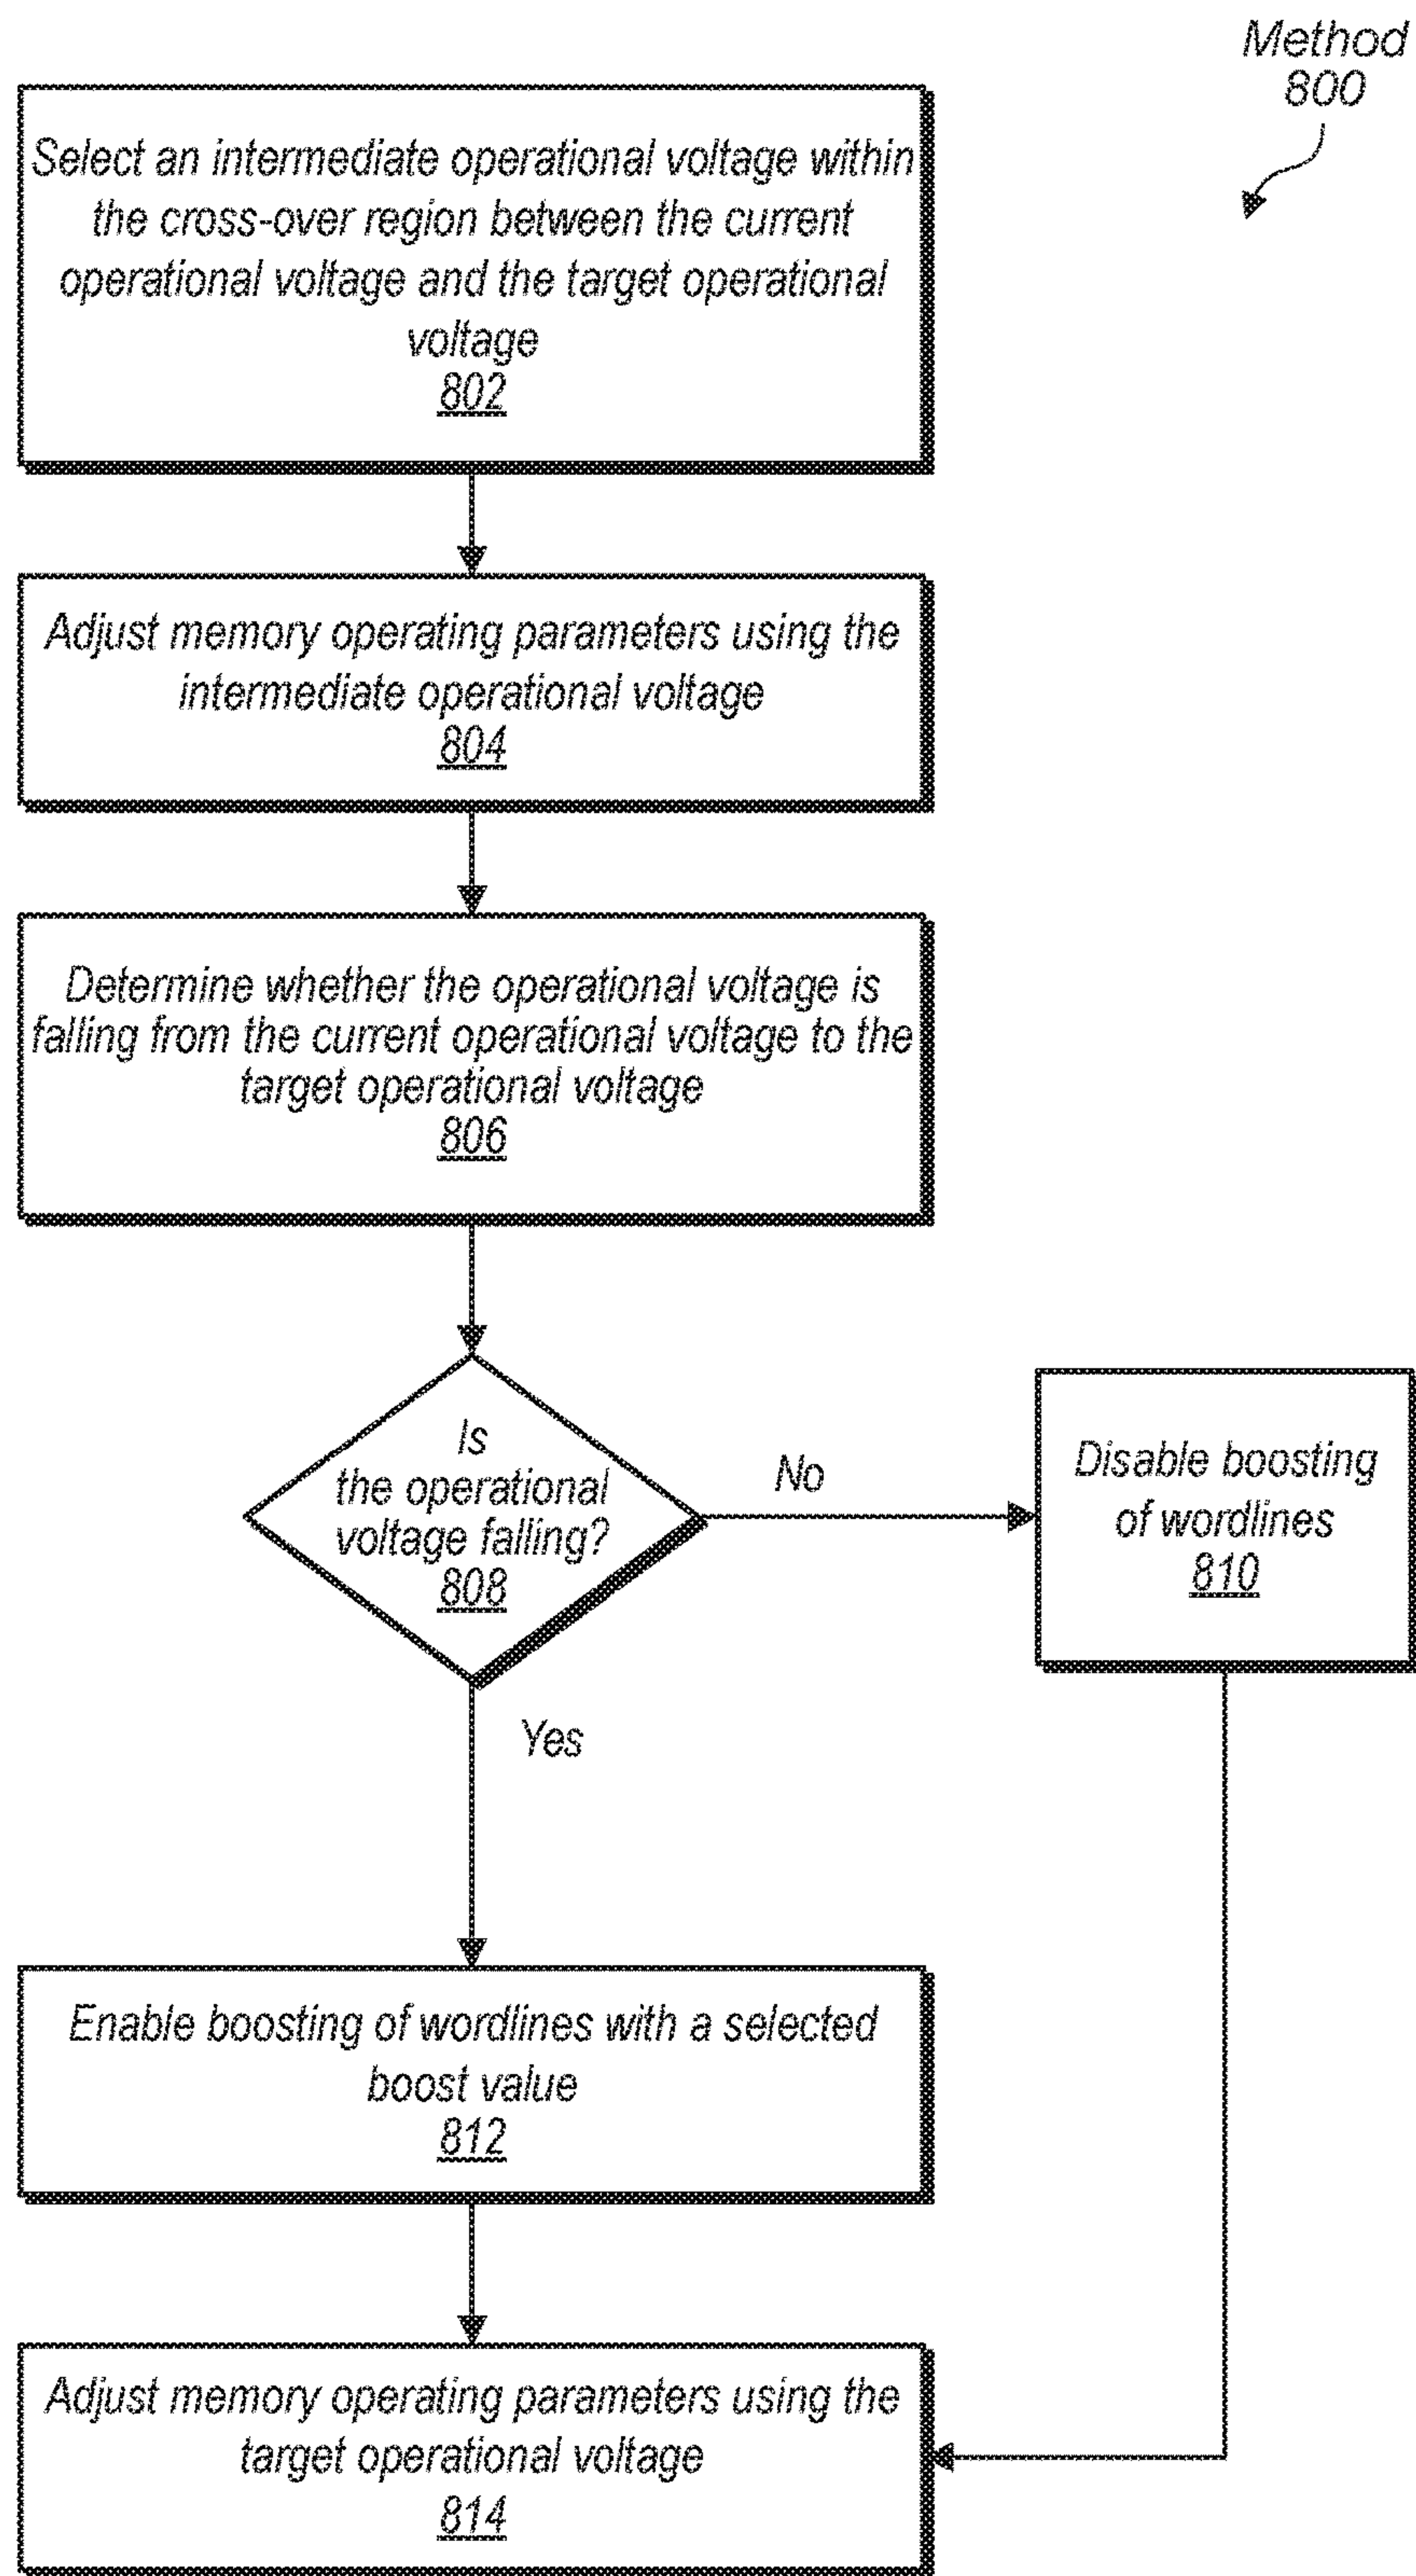 Method
800
Select an intermediate operational voltage within
the cross-over region between the current
operational voltage and the target operational
voltage
802
Adjust memory operating parameters using the
intermediate operational voltage
804
Determine whether the operational voltage is
falling from the current operational voltage to the
target operational voltage
806
Is
the operational
voltage falling?
808
No
Disable boosting
of wordlines
810
Yes
Enable boosting of wordlines with a selected
boost value
812
Adjust memory operating parameters using the
target operational voltage
814